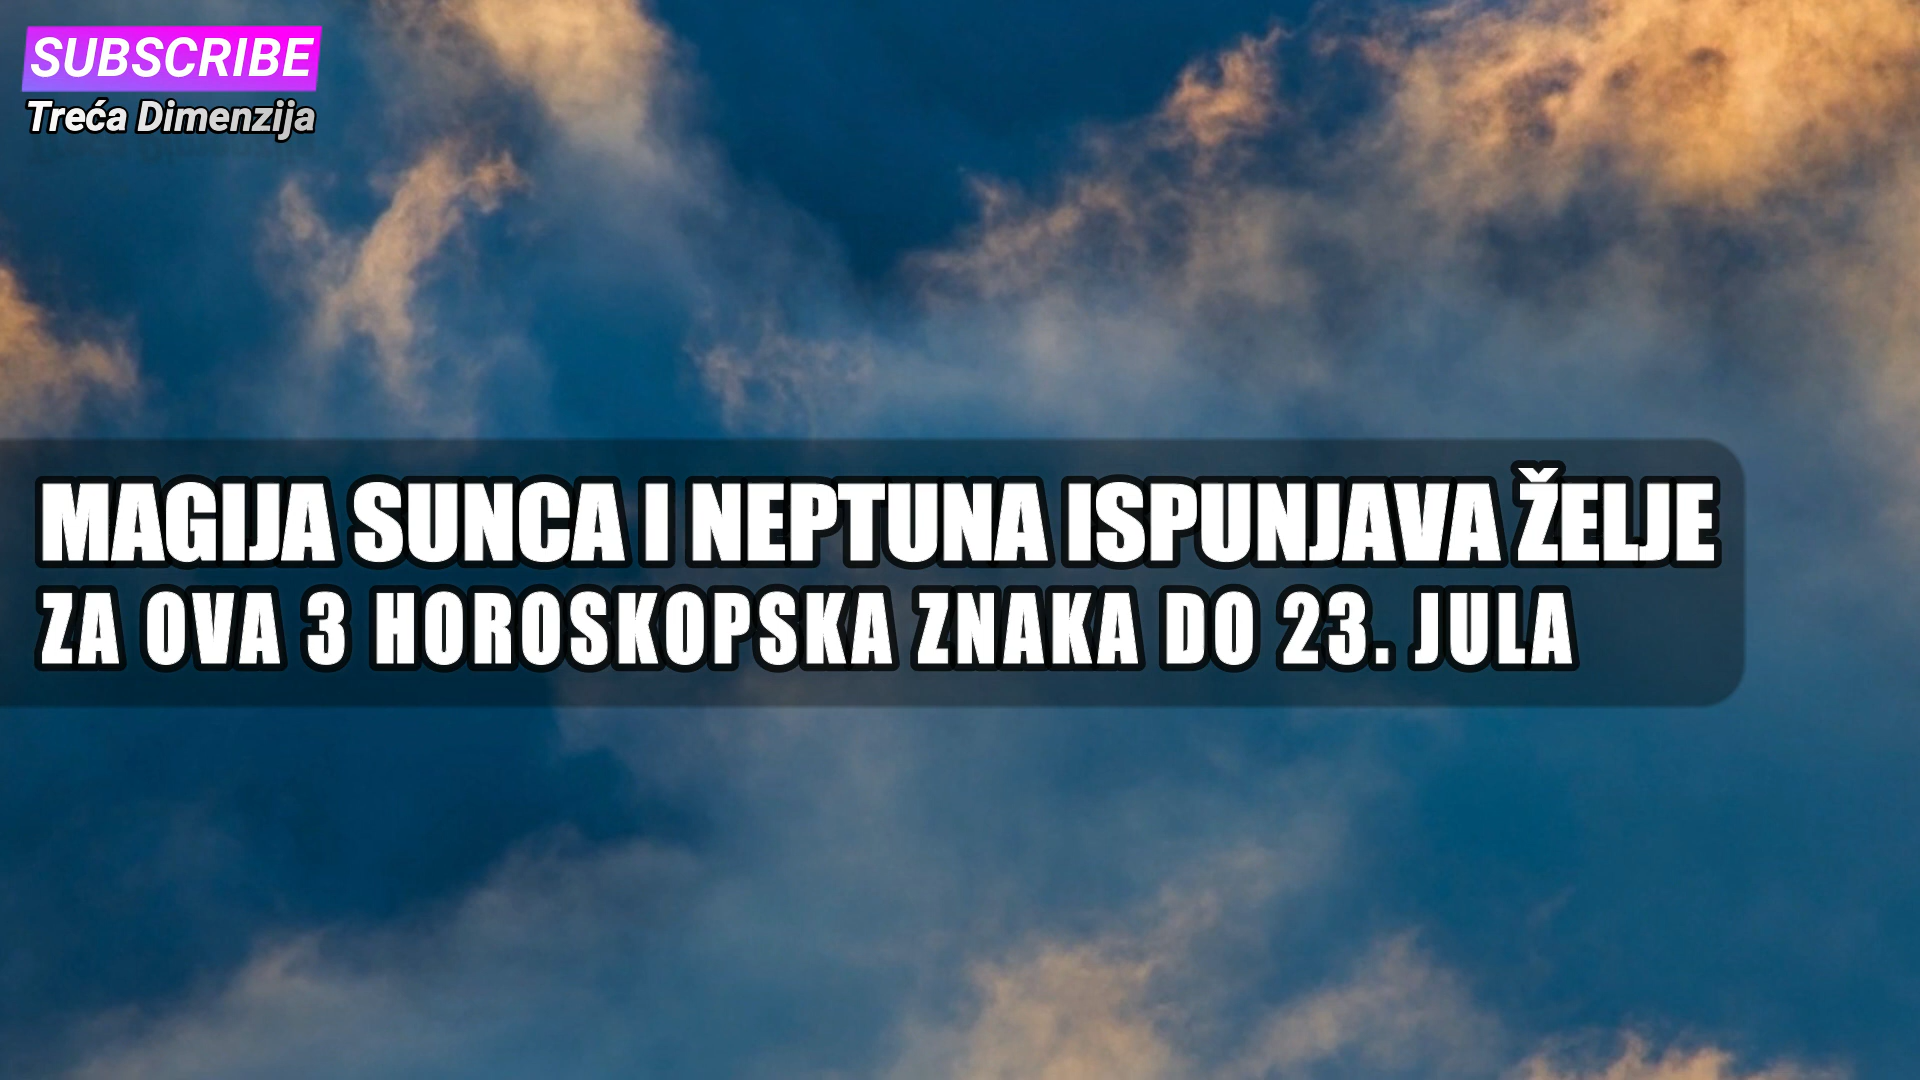 SUBSCRIBE
Treća Dimenzija
MAGIJA SUNCA I NEPTUNA ISPUNJAVA ŽELJE
ZA OVA 3 HOROSKOPSKA ZNAKA DO 23. JULA